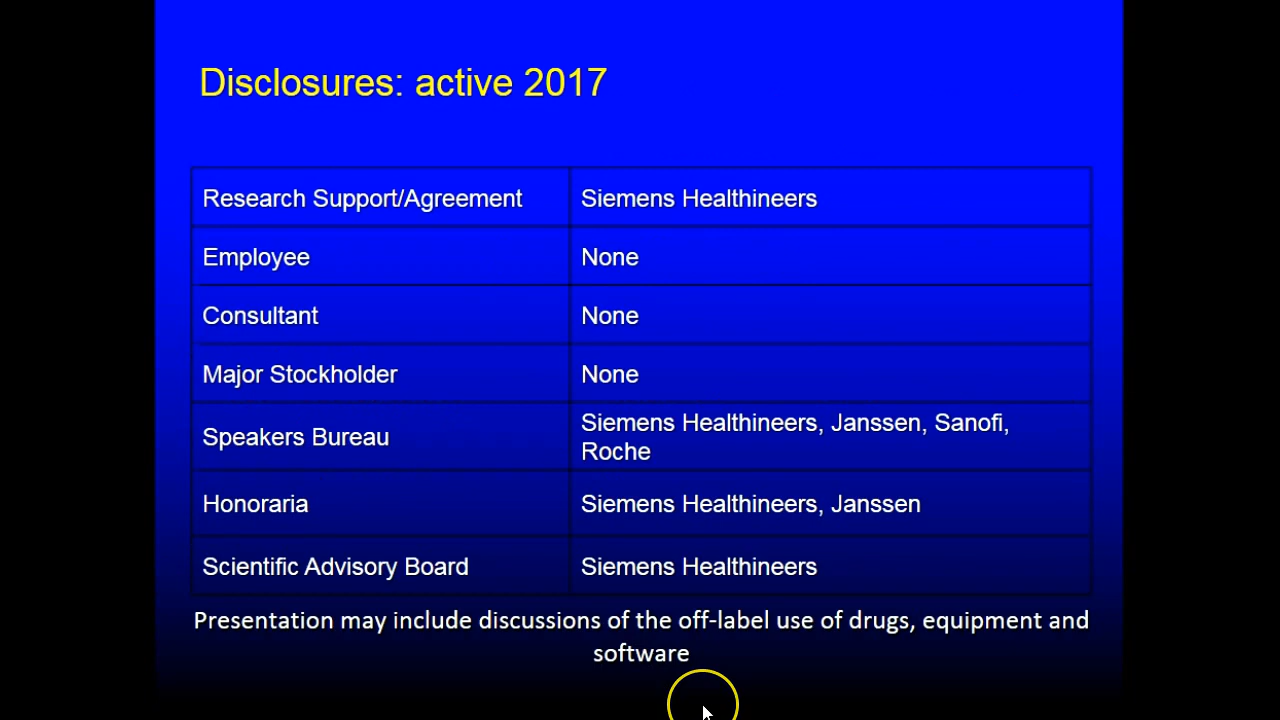 Disclosures: active 2017
Research Support/Agreement Siemens Healthineers
Employee None
Consultant None
Major Stockholder None
Speakers Bureau Siemens Healthineers, Janssen, Sanofi,
Roche
Honoraria Siemens Healthineers, Janssen
Scientific Advisory Board Siemens Healthineers
Presentation may include discussions of the off-label use of drugs, equipment and
software